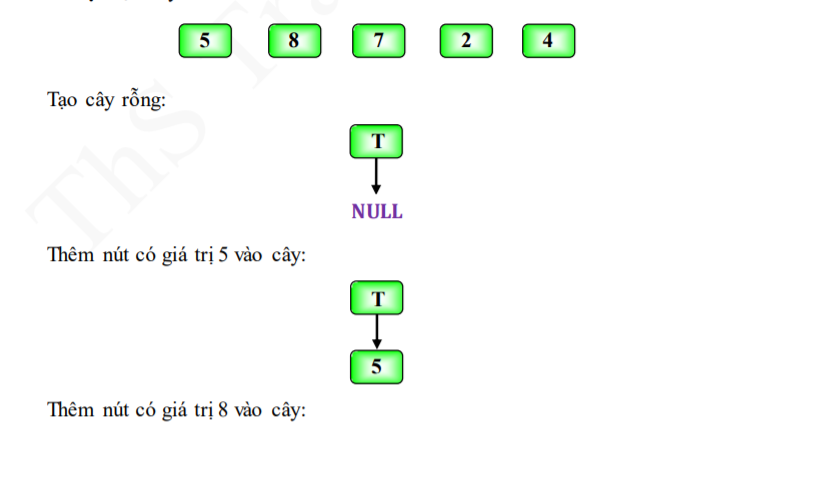 5 8 7 2 4
Tạo cây rỗng:
T
NULL
Thêm nút có giá trị 5 vào cây:
T
5
Thêm nút có giá trị 8 vào cây: